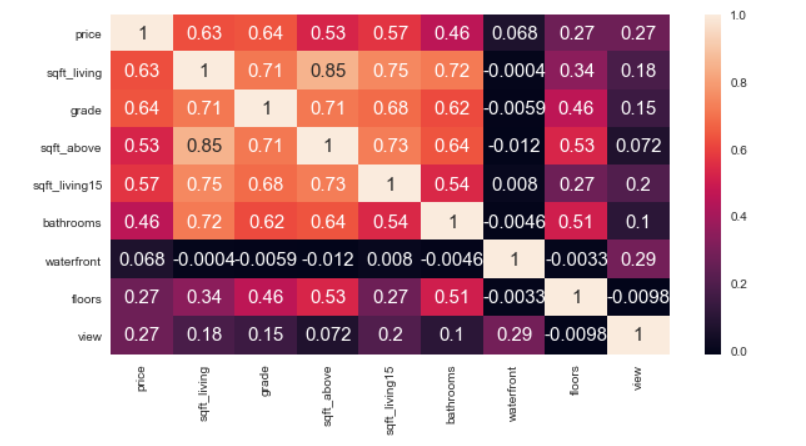 1.0
price 1 0.63 0.64 0.53 0.57 0.46 0.068 0.27 0.27
sqft_living 0.63 1 0.71 0.85 0.75 0.72 -0.0004 0.34 0.18
0.8
grade 0.64 0.71 1 0.71 0.68 0.62 -0.0059 0.46 0.15
sqft_above 0.53 0.85 0.71 1 0.73 0.64 -0.012 0.53 0.072
0.6
sqft_living15 0.57 0.75 0.68 0.73 1 0.54 0.008 0.27 0.2
0.4
bathrooms 0.46 0.72 0.62 0.64 0.54 1 -0.0046 0.51 0.1
waterfront 0.068 -0.0004 -0.0059 -0.012 0.008 -0.0046 1 -0.0033 0.29
0.2
floors 0.27 0.34 0.46 0.53 0.27 0.51 -0.0033 1 -0.0098
view 0.27 0.18 0.15 0.072 0.2 0.1 0.29 -0.0098 1
0.0
price
sqft_living
grade
sqft_above
sqft_living15
bathrooms
waterfront
floors
view